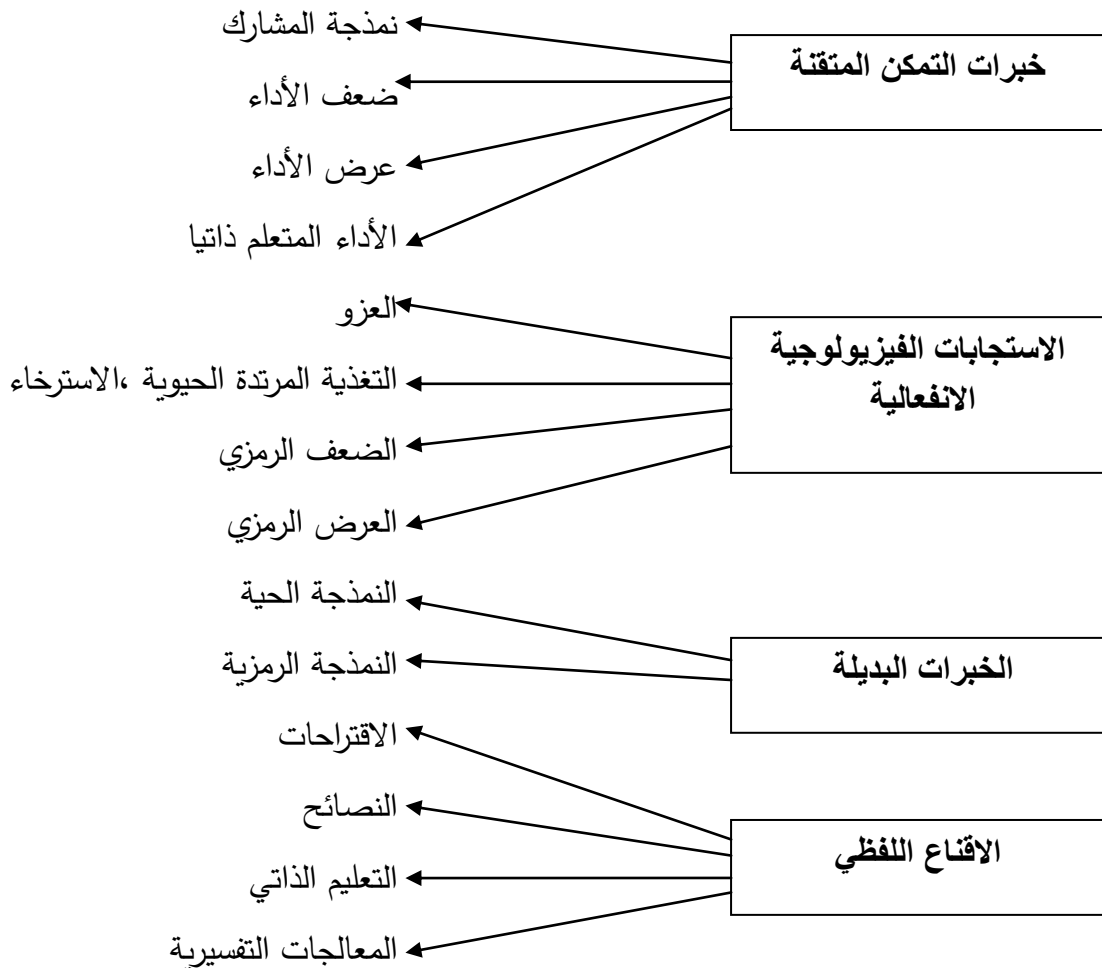 خبرات التمكن المتقنة
نمذجة المشارك
ضعف الأداء
عرض الأداء
الأداء المتعلم ذاتيا
الاستجابات الفيزيولوجية
الانفعالية
العزو
التغذية المرتدة الحيوية ،الاسترخاء
الضعف الرمزي
العرض الرمزي
الخبرات البديلة
النمذجة الحية
النمذجة الرمزية
الاقناع اللفظي
الاقتراحات
النصائح
التعليم الذاتي
المعالجات التفسيرية